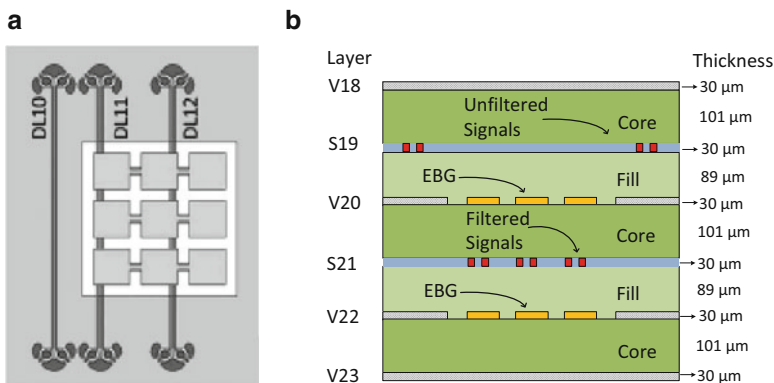 a
DL10
DL11
DL12
b
Layer
Thickness
V18
30 μm
Unfiltered
Signals
Core
101 μm
S19
30 μm
EBG
Fill
89 μm
V20
30 μm
Filtered
Signals
Core
101 μm
S21
30 μm
EBG
Fill
89 μm
V22
30 μm
Core
101 μm
V23
30 μm